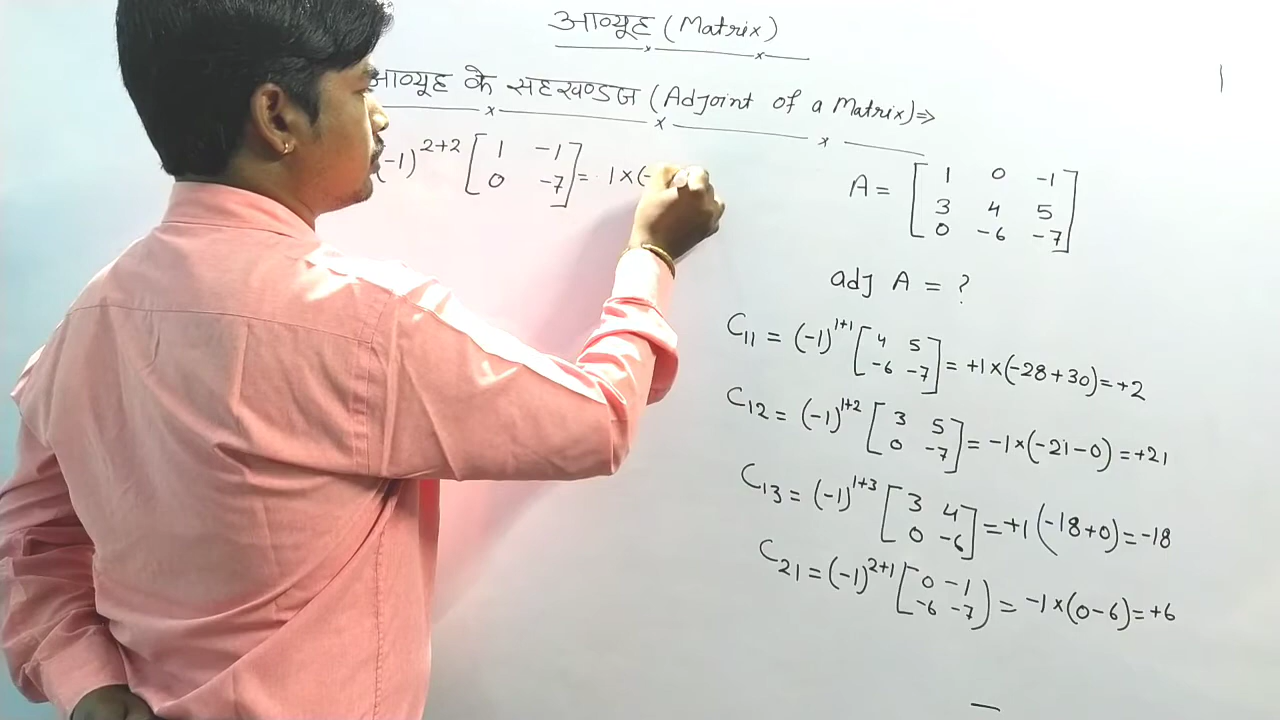 आव्यूह (Matrix)
आव्यूह के सहखण्डज (Adjoint of a Matrix)⇒
(-1)^{2+2} [1 -1; 0 -7] = 1×(-
A = [1 0 -1; 3 4 5; 0 -6 -7]
adj A = ?
C₁₁ = (-1)^{1+1} [4 5; -6 -7] = +1×(-28+30) = +2
C₁₂ = (-1)^{1+2} [3 5; 0 -7] = -1×(-21-0) = +21
C₁₃ = (-1)^{1+3} [3 4; 0 -6] = +1(-18+0) = -18
C₂₁ = (-1)^{2+1} [0 -1; -6 -7) = -1×(0-6) = +6